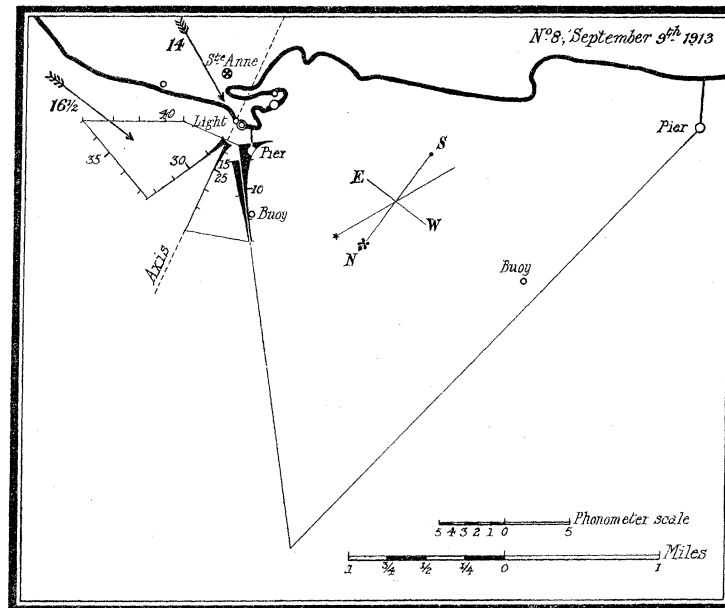 Nº 8, September 9th 1913
14
Ste Anne
16½
40
Light
Pier
35
30
15
25
10
Buoy
Axis
S
E
W
N
Pier
Buoy
5 4 3 2 1 0 5 Phonometer scale
1 ¾ ½ ¼ 0 1 Miles